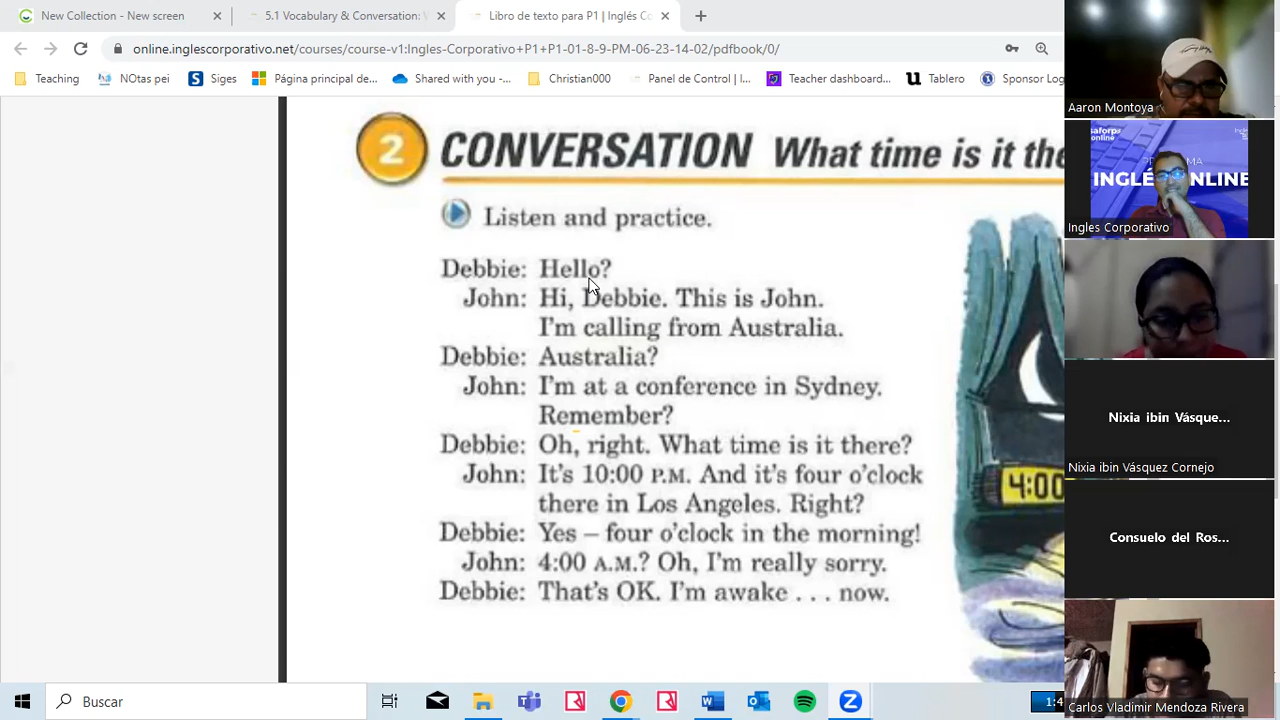 New Collection - New screen
5.1 Vocabulary & Conversation:
Libro de texto para P1 | Inglés Co
online.inglescorporativo.net/courses/course-v1:Ingles-Corporativo+P1+P1-01-8-9-PM-06-23-14-02/pdfbook/0/
Teaching
NOtas pei
Siges
Página principal de...
Shared with you -...
Christian000
Panel de Control | I...
Teacher dashboard...
Tablero
Sponsor Log
2 CONVERSATION What time is it the
Listen and practice.
Debbie: Hello?
John: Hi, Debbie. This is John.
I'm calling from Australia.
Debbie: Australia?
John: I'm at a conference in Sydney.
Remember?
Debbie: Oh, right. What time is it there?
John: It's 10:00 P.M. And it's four o'clock
there in Los Angeles. Right?
Debbie: Yes – four o'clock in the morning!
John: 4:00 A.M.? Oh, I'm really sorry.
Debbie: That's OK. I'm awake . . . now.
4:00
Aaron Montoya
INGLÉ NLINE
Ingles Corporativo
Nixia ibin Vásque...
Nixia ibin Vásquez Cornejo
Consuelo del Ros...
Carlos Vladimir Mendoza Rivera
Buscar
1:4